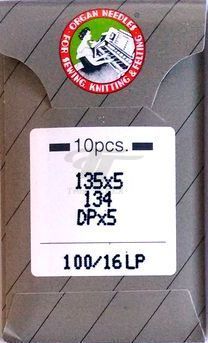 ORGAN NEEDLES
FOR SEWING, KNITTING & FELTING
10pcs.
135x5
134
DPx5
100/16 LP